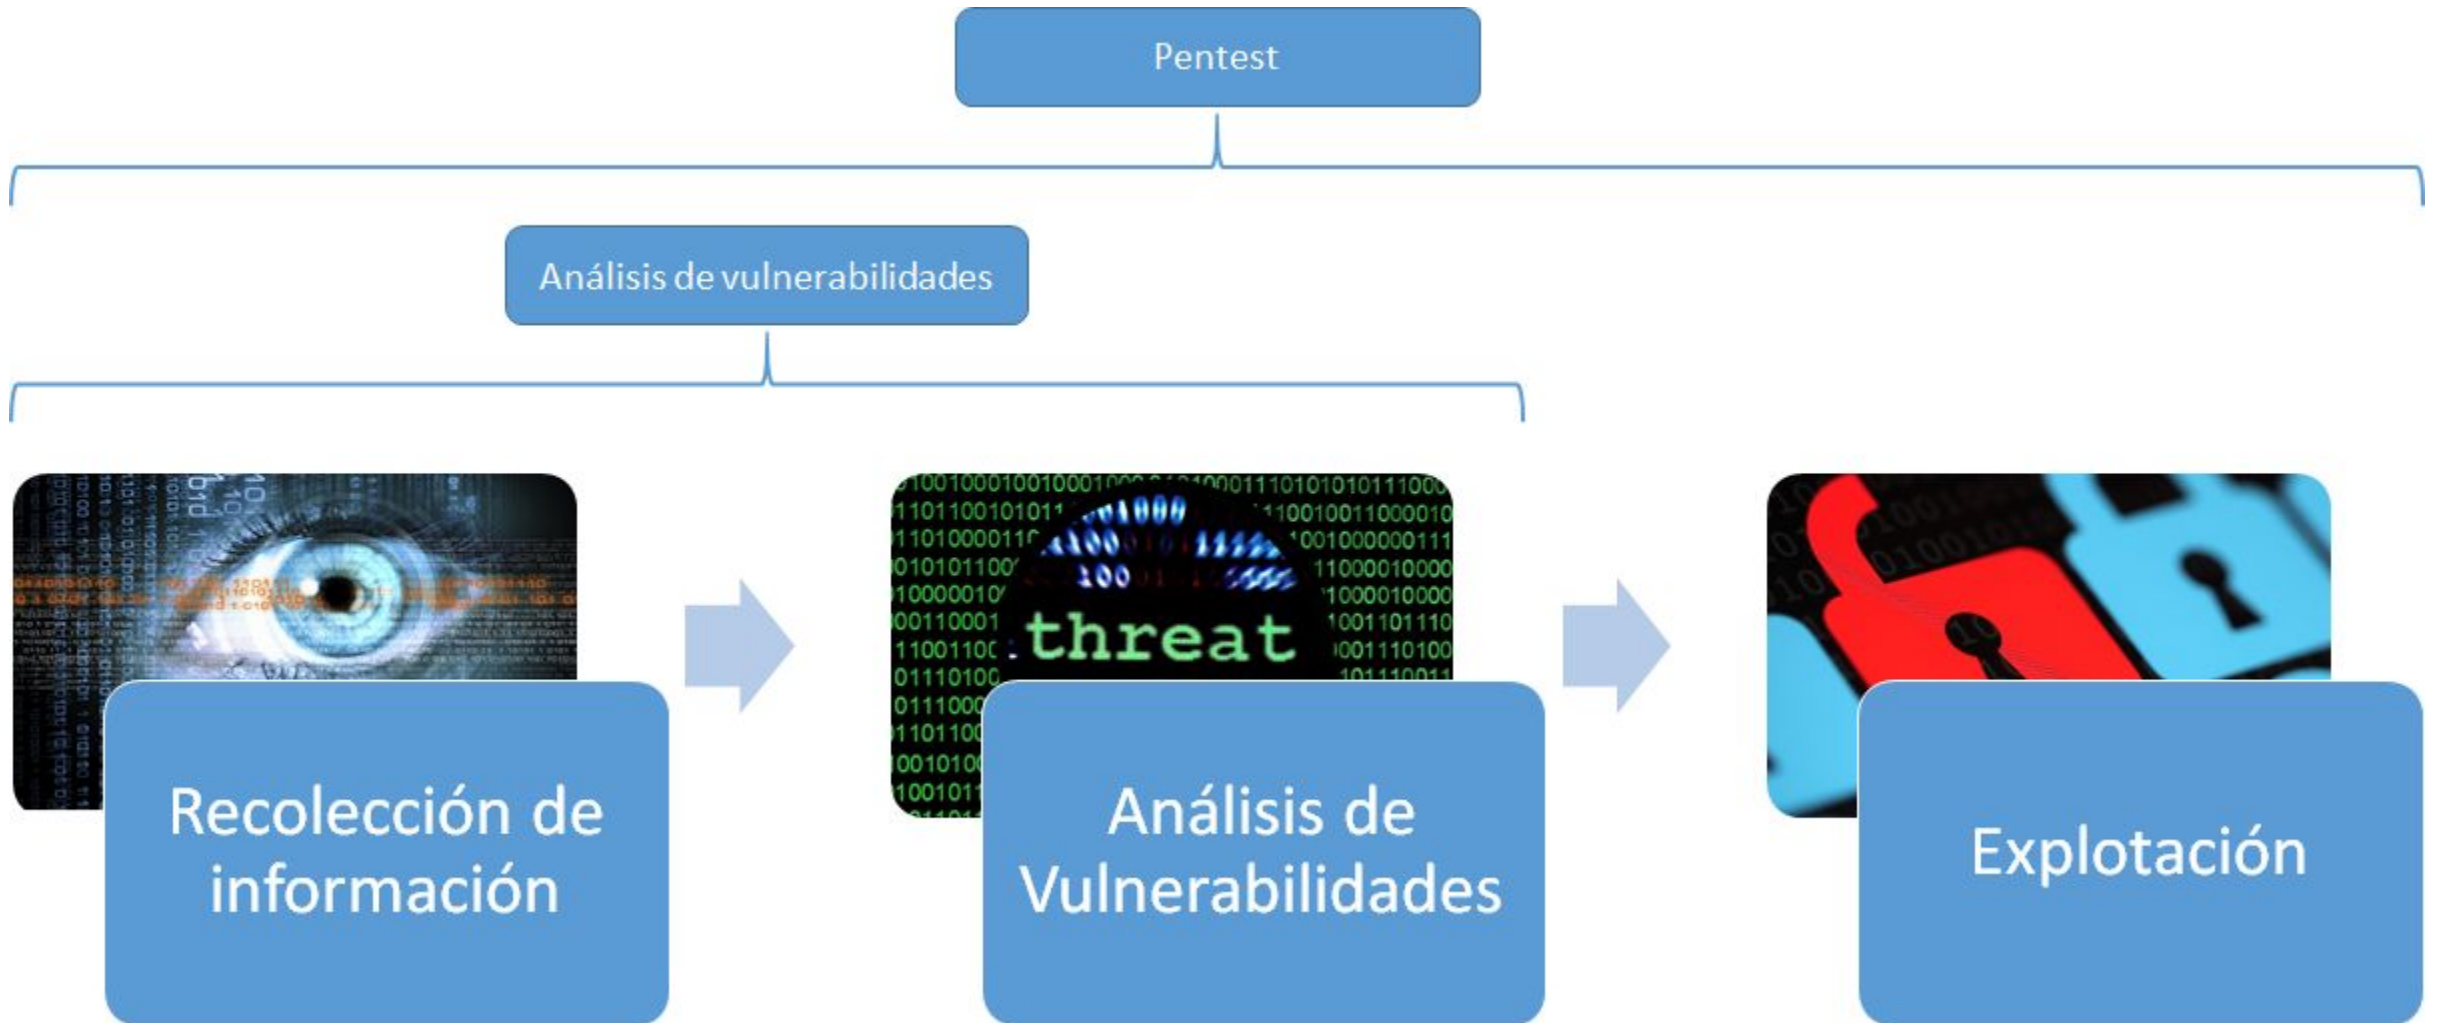 Pentest
Análisis de vulnerabilidades
threat
Recolección de
información
Análisis de
Vulnerabilidades
Explotación